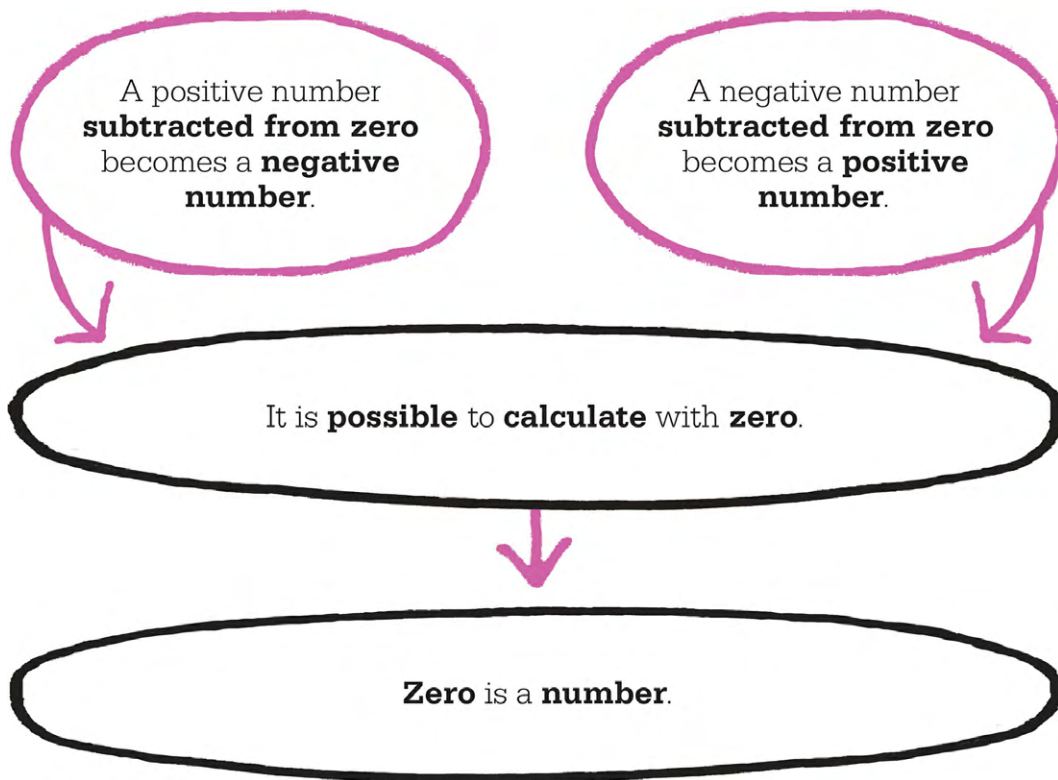 A positive number
subtracted from zero
becomes a negative
number.
A negative number
subtracted from zero
becomes a positive
number.
It is possible to calculate with zero.
Zero is a number.